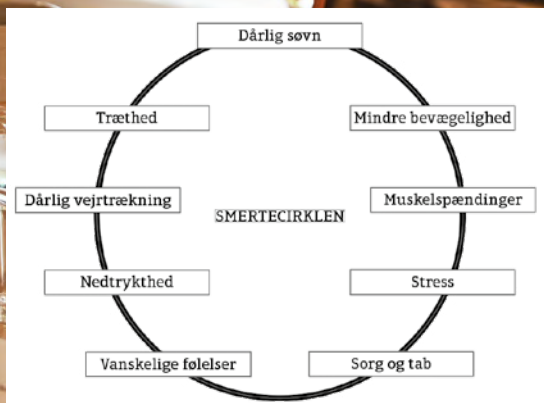 Dårlig søvn
Mindre bevægelighed
Muskelspændinger
Stress
Sorg og tab
Vanskelige følelser
Nedtrykthed
Dårlig vejrtrækning
Træthed
SMERTECIRKLEN